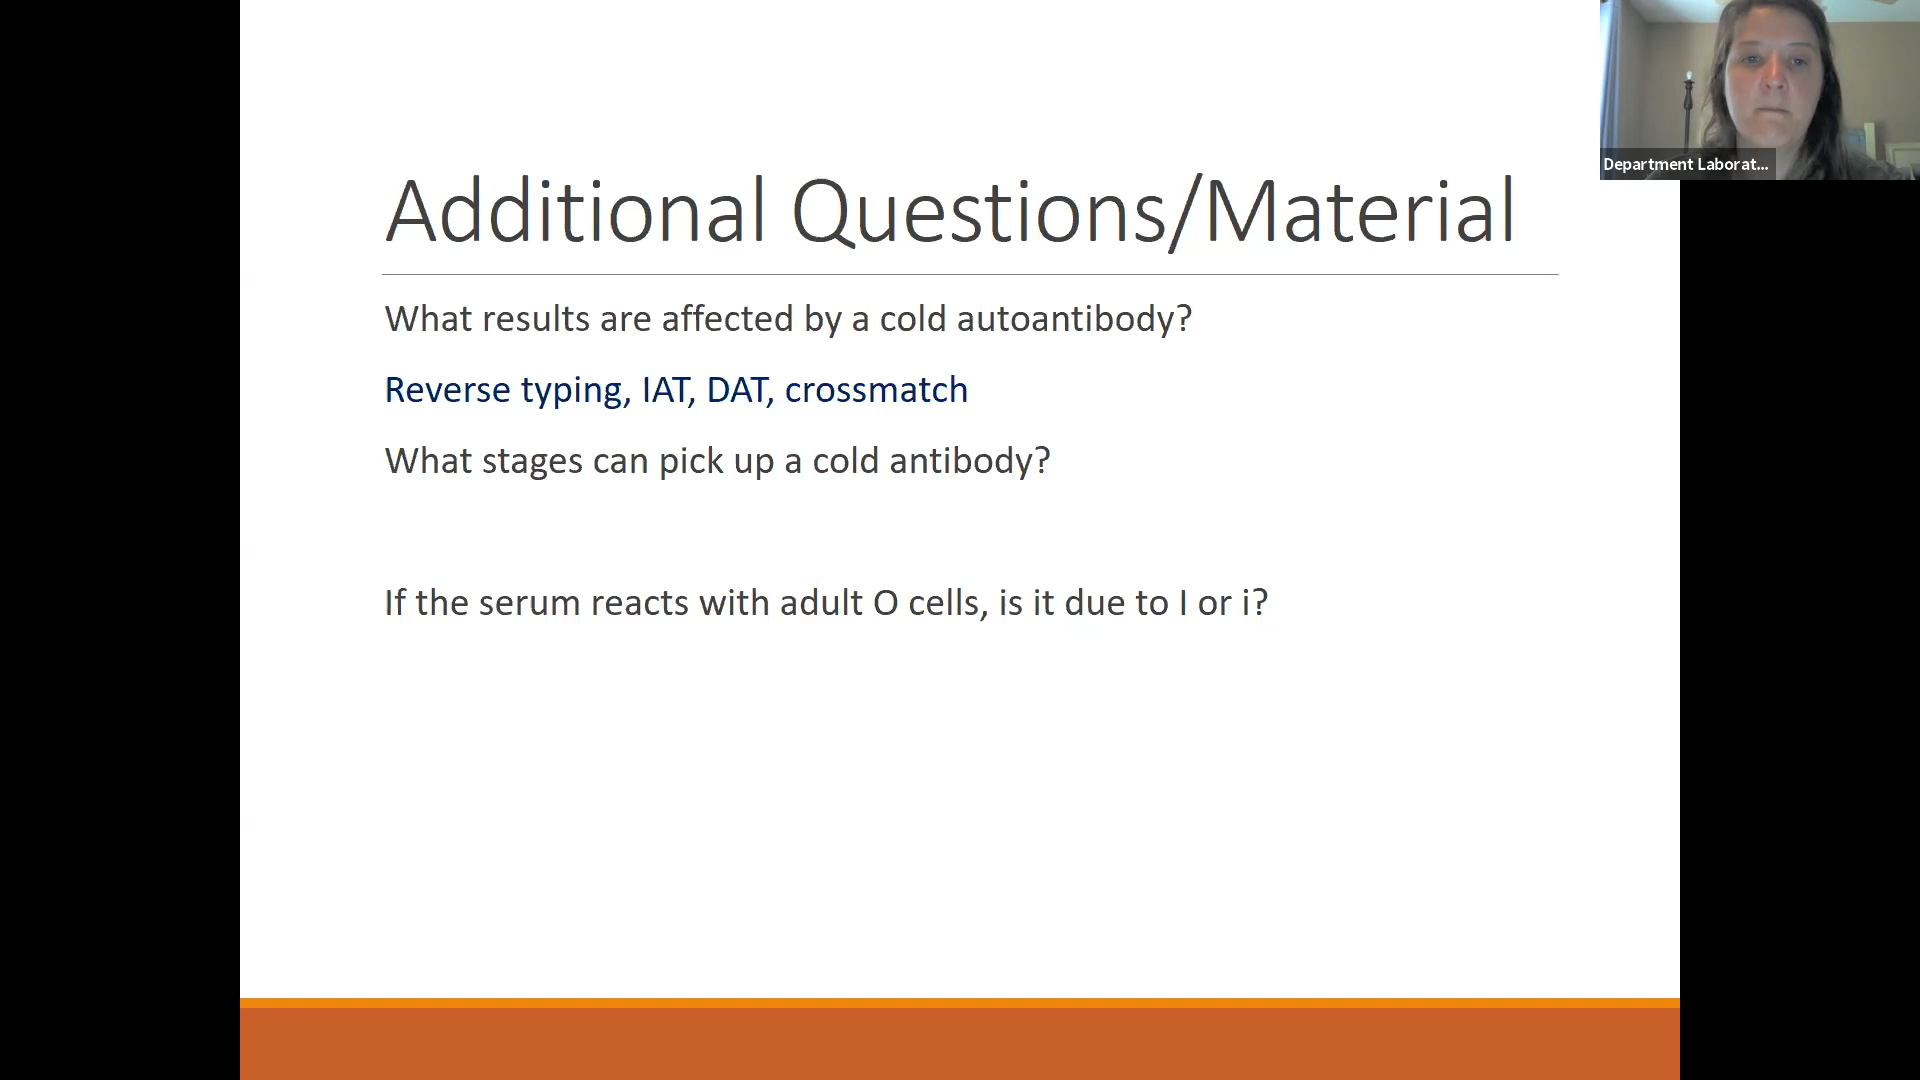 Department Laborat...
Additional Questions/Material
What results are affected by a cold autoantibody?
Reverse typing, IAT, DAT, crossmatch
What stages can pick up a cold antibody?
If the serum reacts with adult O cells, is it due to I or i?